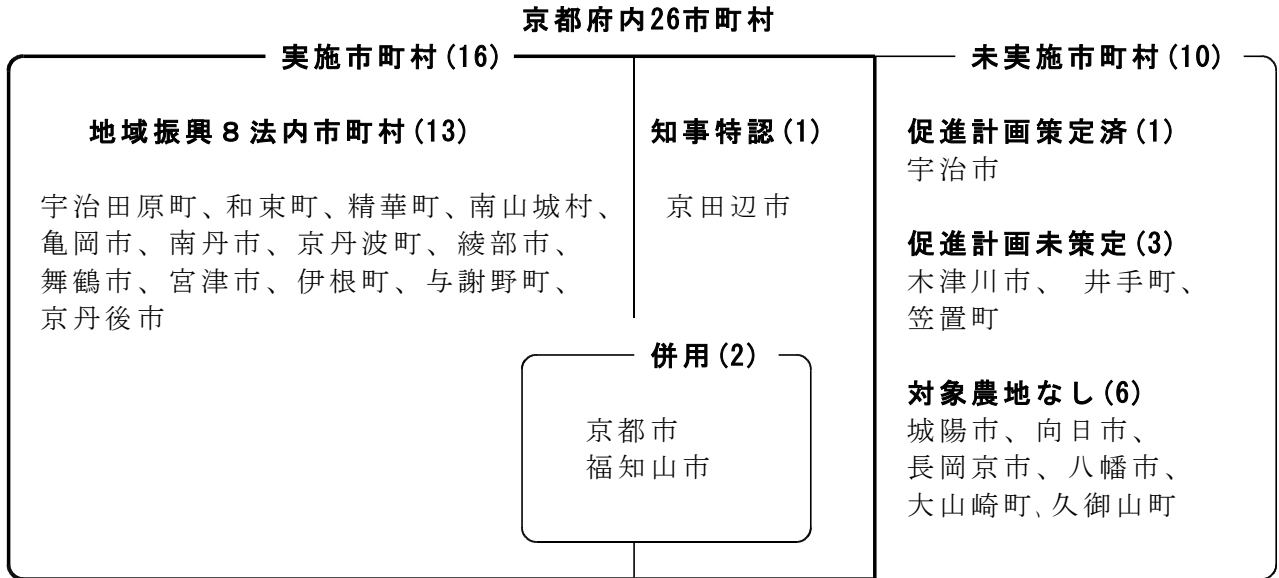 京都府内26市町村
実施市町村(16)
未実施市町村(10)
地域振興８法内市町村(13)
宇治田原町、和束町、精華町、南山城村、
亀岡市、南丹市、京丹波町、綾部市、
舞鶴市、宮津市、伊根町、与謝野町、
京丹後市
知事特認(1)
京田辺市
併用(2)
京都市
福知山市
促進計画策定済(1)
宇治市
促進計画未策定(3)
木津川市、 井手町、
笠置町
対象農地なし(6)
城陽市、向日市、
長岡京市、八幡市、
大山崎町、久御山町